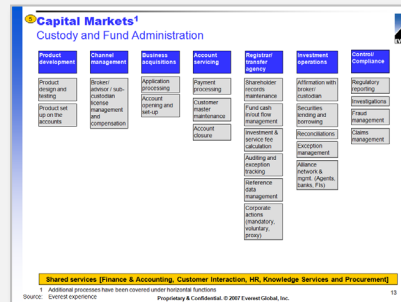 5
Capital Markets1
Custody and Fund Administration
Product
development
Product
design and
testing
Product set
up on the
accounts
Channel
management
Broker/
advisor / sub-
custodian
license
management
and
compensation
Business
acquisitions
Application
processing
Account
opening and
set-up
Account
servicing
Payment
processing
Customer
master
maintenance
Account
closure
Registrar/
transfer
agency
Shareholder
records
maintenance
Fund cash
in/out flow
management
Investment &
service fee
calculation
Auditing and
exception
tracking
Reference
data
management
Corporate
actions
(mandatory,
voluntary,
proxy)
Investment
operations
Affirmation with
broker/
custodian
Securities
lending and
borrowing
Reconciliations
Exception
management
Alliance
network &
mgmt. (Agents,
banks, FIs)
Control/
Compliance
Regulatory
reporting
Investigations
Fraud
management
Claims
management
Shared services [Finance & Accounting, Customer Interaction, HR, Knowledge Services and Procurement]
1 Additional processes have been covered under horizontal functions
Source: Everest experience
Proprietary & Confidential. © 2007 Everest Global, Inc.
13